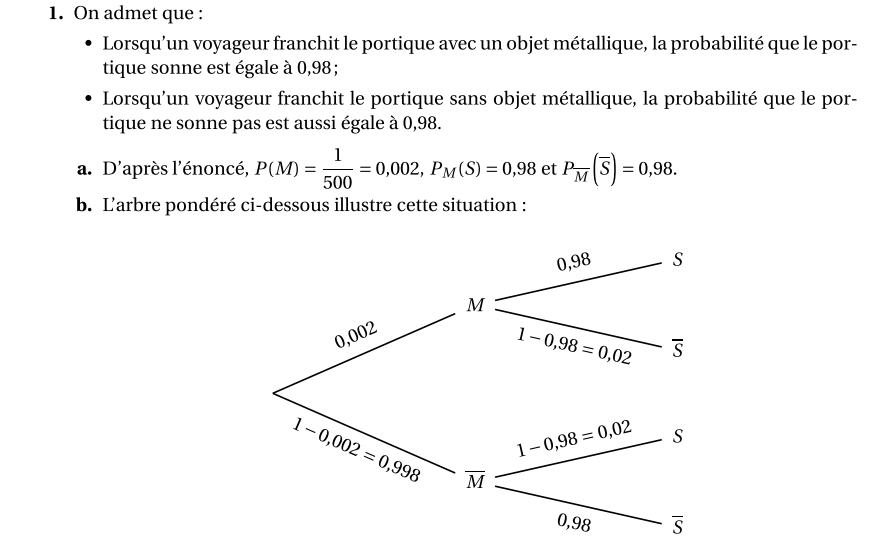 1. On admet que :
• Lorsqu'un voyageur franchit le portique avec un objet métallique, la probabilité que le por-
tique sonne est égale à 0,98 ;
• Lorsqu'un voyageur franchit le portique sans objet métallique, la probabilité que le por-
tique ne sonne pas est aussi égale à 0,98.
a. D'après l'énoncé, P(M) = 1/500 = 0,002, P_M(S) = 0,98 et P_M̅(S̅) = 0,98.
b. L'arbre pondéré ci-dessous illustre cette situation :
0,98
S
M
0,002
1 − 0,98 = 0,02
S̅
1 − 0,002 = 0,998
1 − 0,98 = 0,02
S
M̅
0,98
S̅